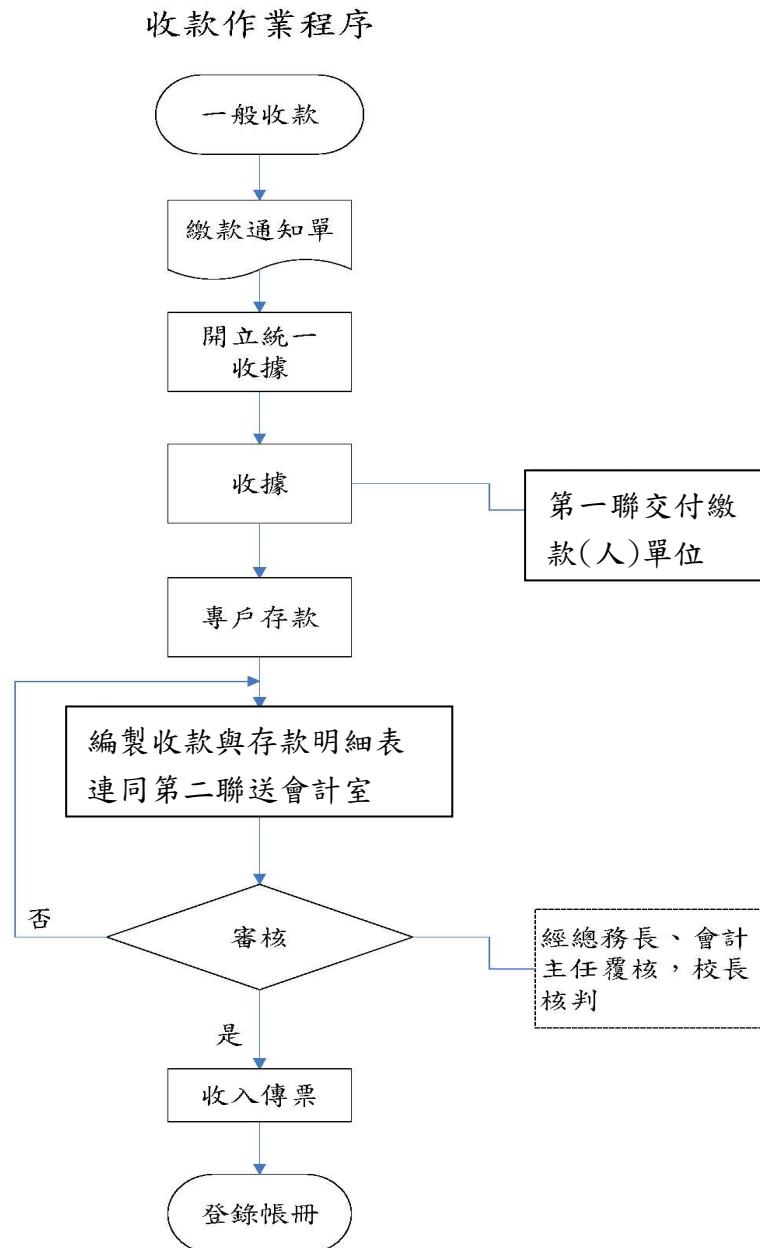 收款作業程序
一般收款
繳款通知單
開立統一
收據
收據
第一聯交付繳
款(人)單位
專戶存款
編製收款與存款明細表
連同第二聯送會計室
否
審核
經總務長、會計
主任覆核，校長
核判
是
收入傳票
登錄帳冊